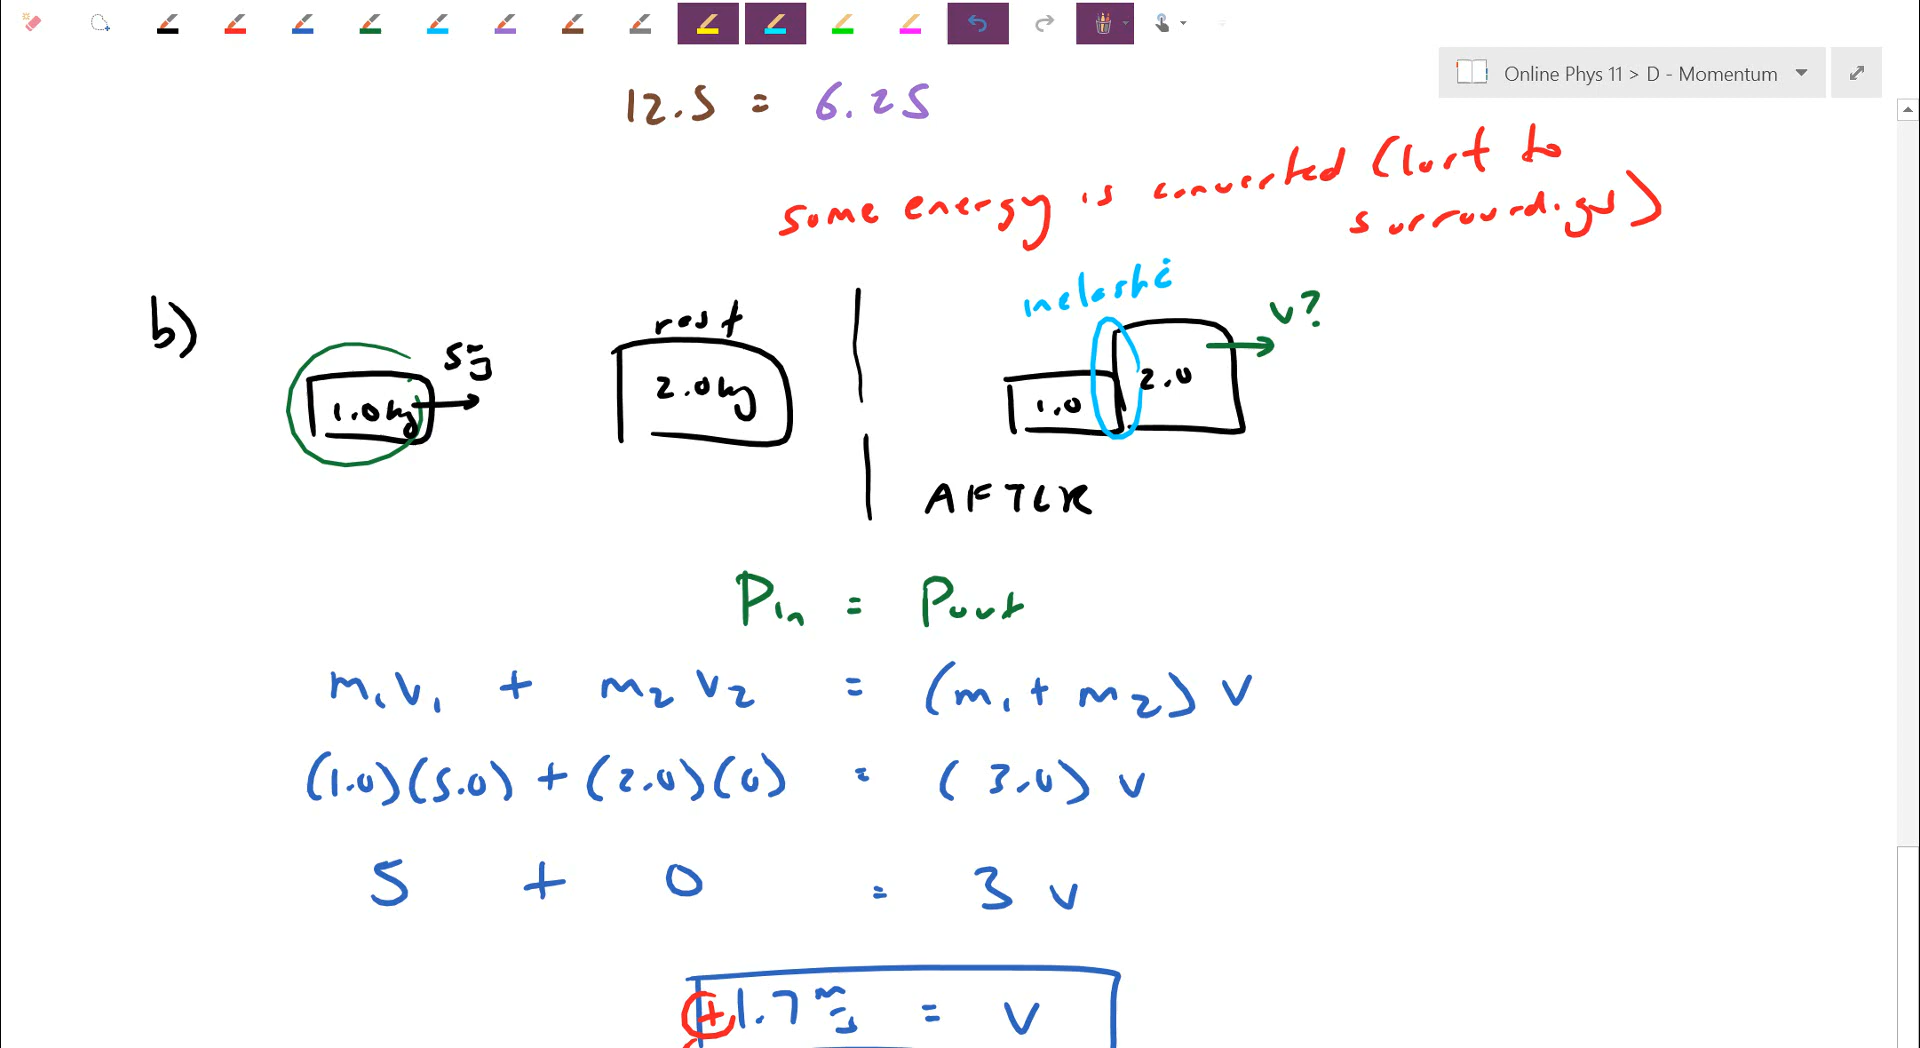 Online Phys 11 > D - Momentum
12.5 = 6.25
some energy is converted (lost to
surroundigs)
b)
1.0 kg
5 m/s
rest
2.0 kg
inelastic
1.0
2.0
v?
AFTER
Pin = Pout
m₁v₁ + m₂v₂ = (m₁ + m₂) v
(1.0)(5.0) + (2.0)(0) = (3.0) v
5 + 0 = 3 v
+1.7 m/s = v